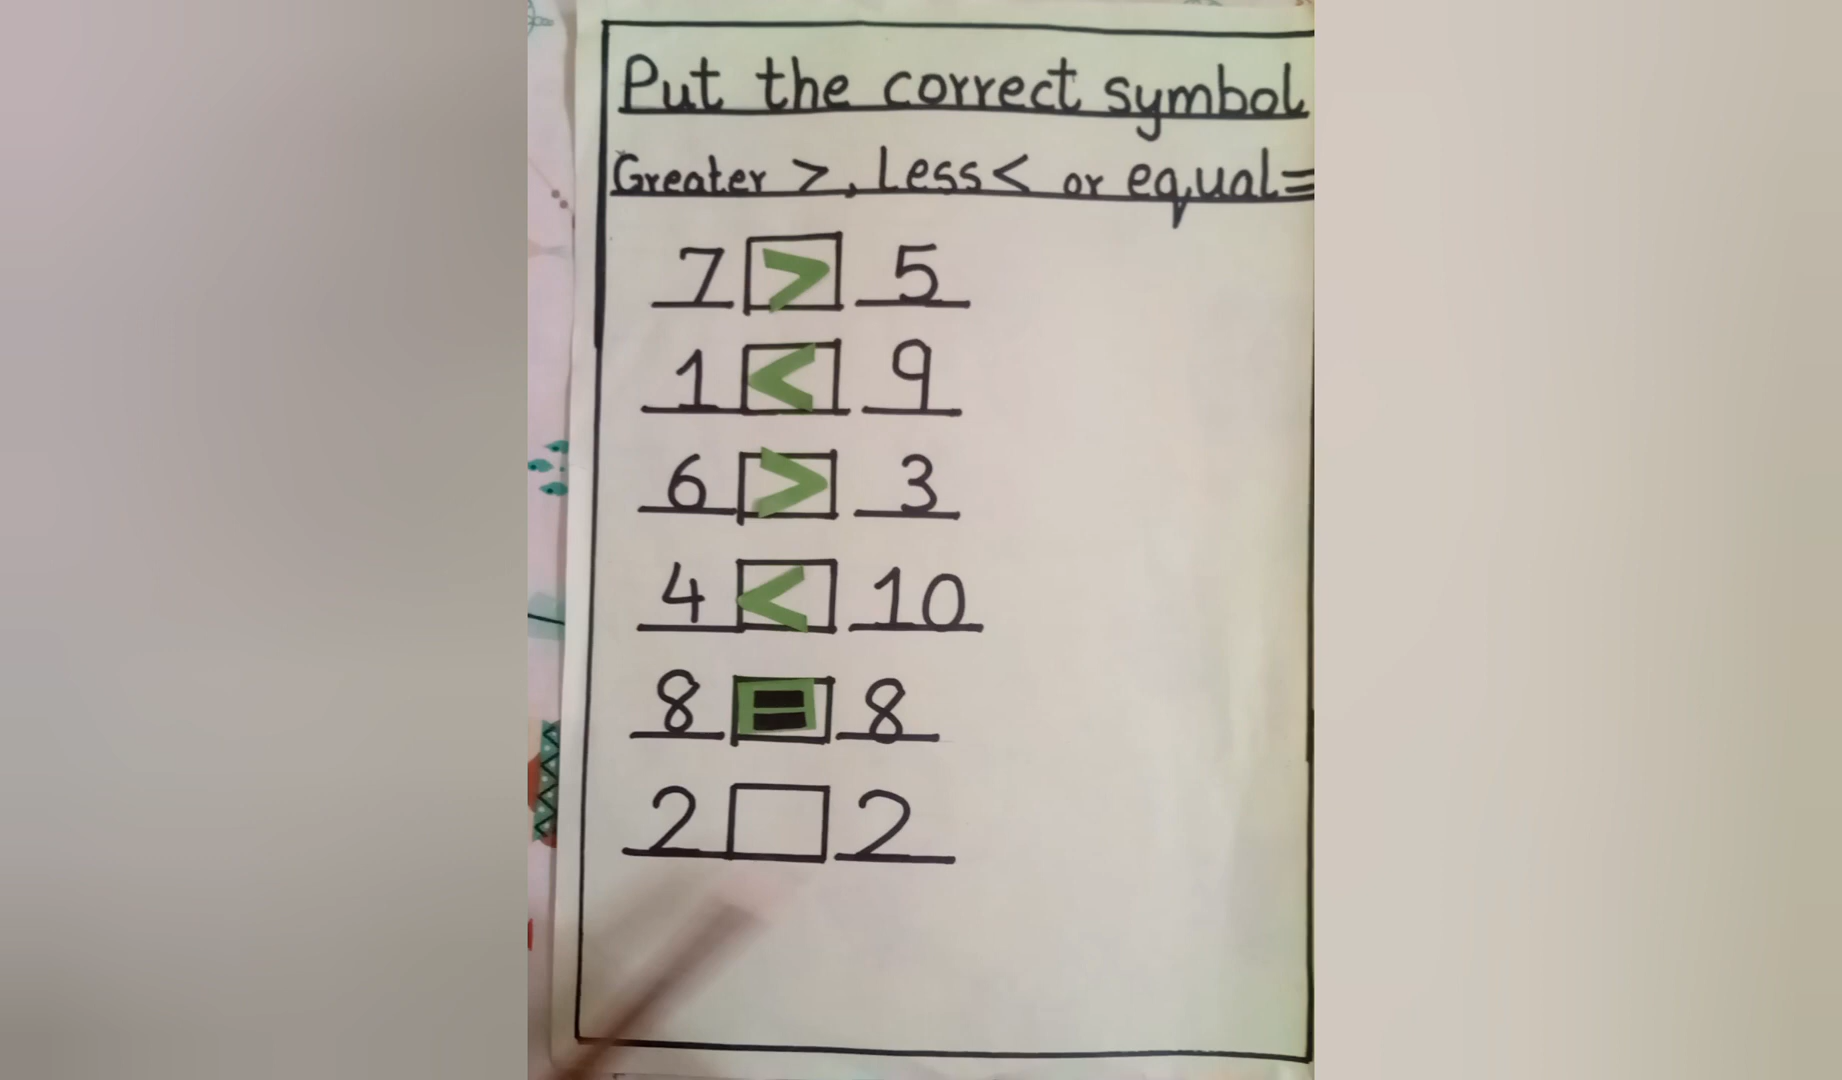 Put the correct symbol
Greater >, Less < or equal =
7 > 5
1 < 9
6 > 3
4 < 10
8 = 8
2 2